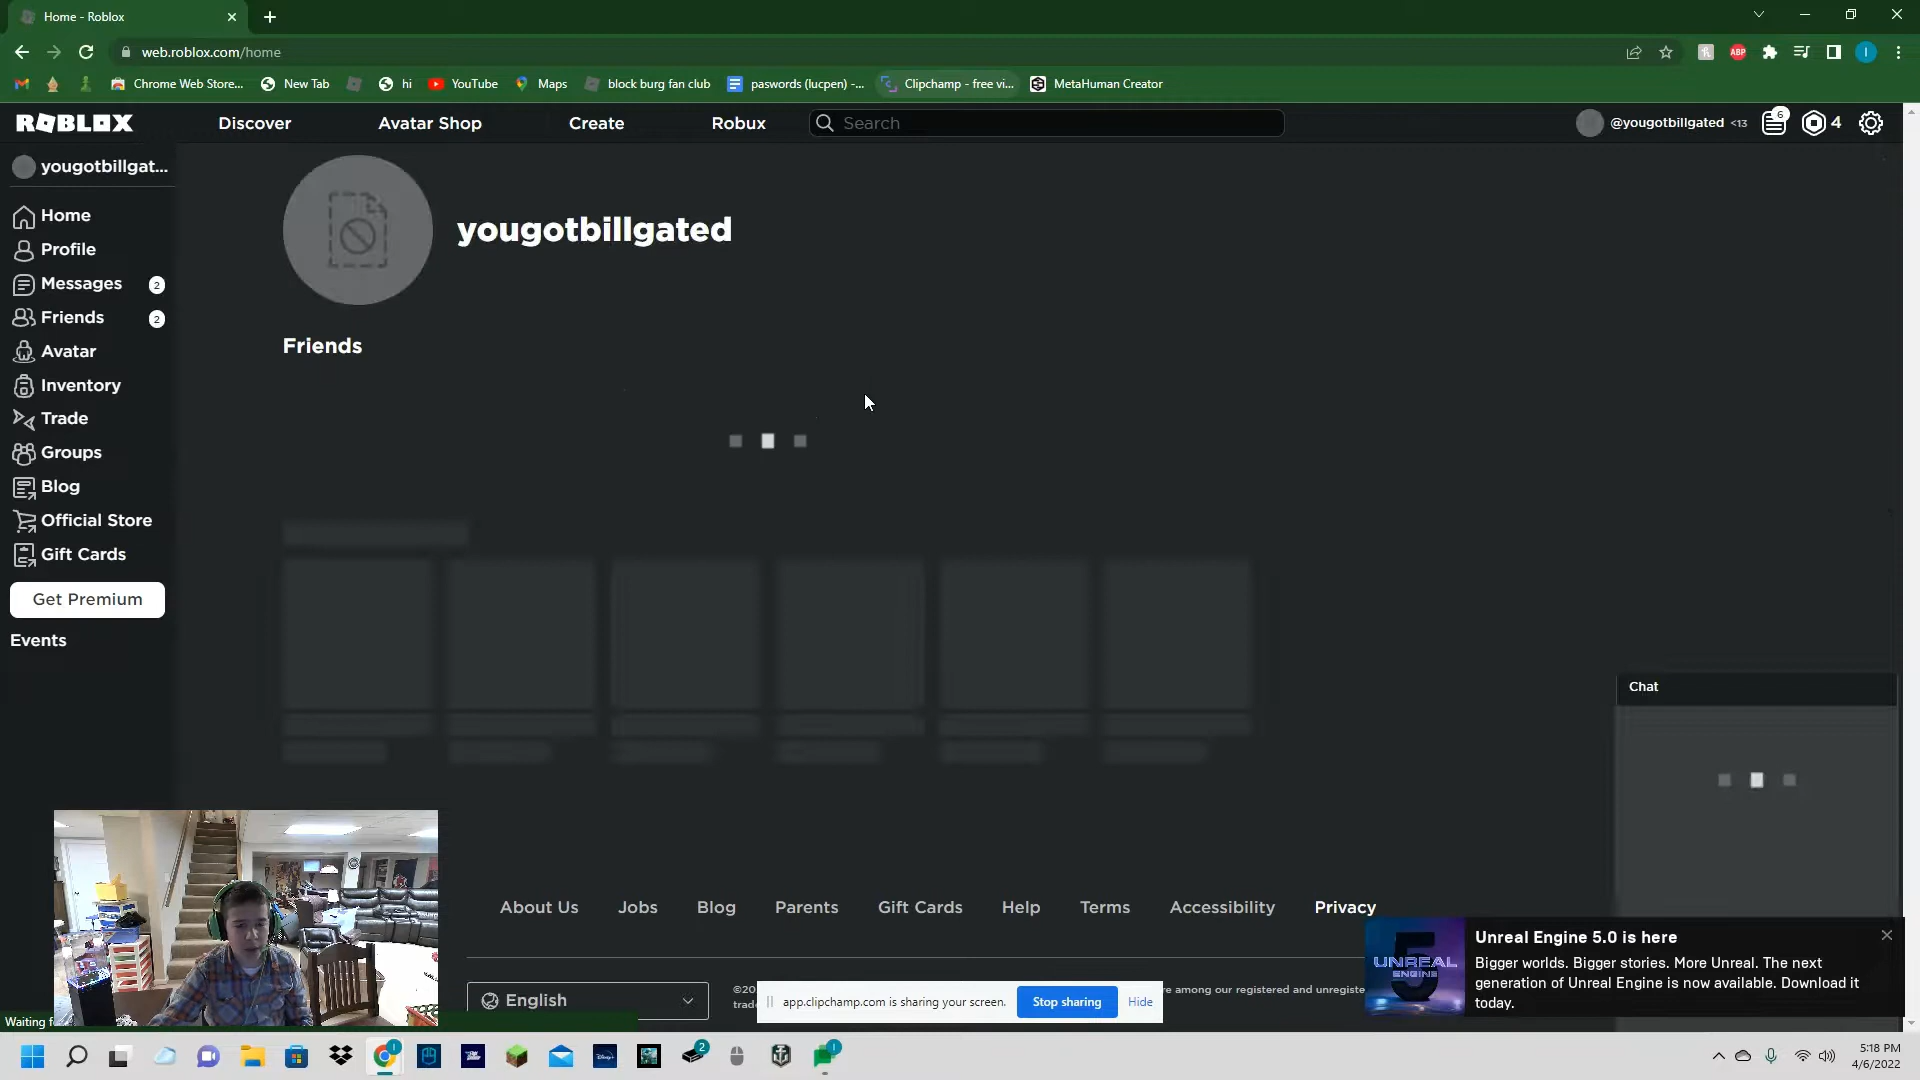 Home - Roblox
web.roblox.com/home
ABP
I
Chrome Web Store...
New Tab
hi
YouTube
Maps
block burg fan club
paswords (lucpen) -...
Clipchamp - free vi...
MetaHuman Creator
ROBLOX
Discover
Avatar Shop
Create
Robux
Search
@yougotbillgated <13
6
4
yougotbillgat...
Home
Profile
Messages 2
Friends 2
Avatar
Inventory
Trade
Groups
Blog
Official Store
Gift Cards
Get Premium
Events
yougotbillgated
Friends
Chat
About Us
Jobs
Blog
Parents
Gift Cards
Help
Terms
Accessibility
Privacy
English
app.clipchamp.com is sharing your screen.
Stop sharing
Hide
re among our registered and unregiste
UNREAL
ENGINE
Unreal Engine 5.0 is here
Bigger worlds. Bigger stories. More Unreal. The next
generation of Unreal Engine is now available. Download it
today.
Waiting fo
2
5:18 PM
4/6/2022